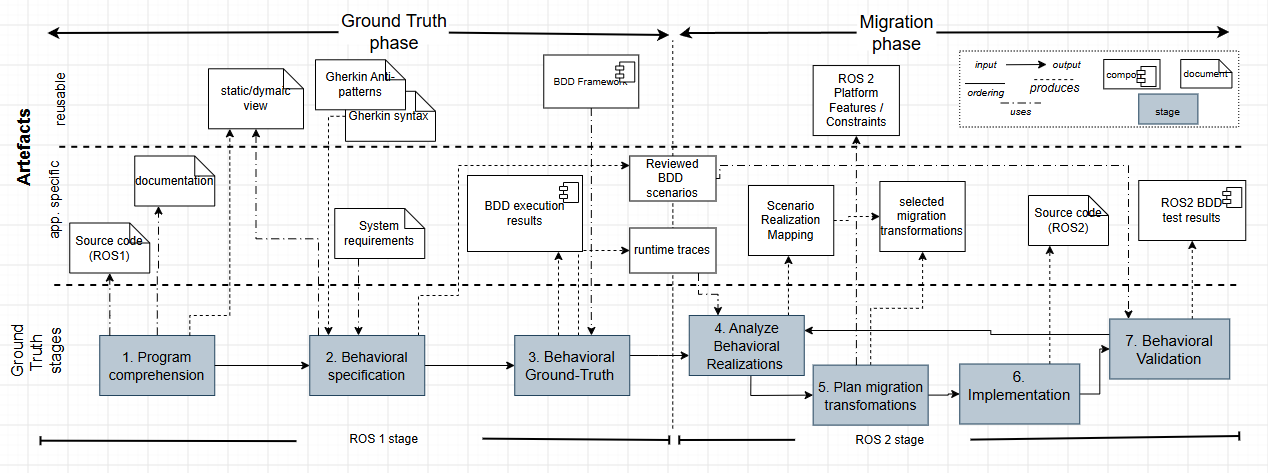 Ground Truth
phase
Migration
phase
Artefacts
reusable
static/dymaic
view
Gherkin Anti-
patterns
Gherkin syntax
BDD Framework
ROS 2
Platform
Features /
Constraints
input
output
ordering
produces
uses
compo
document
stage
app. specific
documentation
Source code
(ROS1)
System
requirements
BDD execution
results
Reviewed
BDD
scenarios
runtime traces
Scenario
Realization
Mapping
selected
migration
transformations
Source code
(ROS2)
ROS2 BDD
test results
Ground
Truth
stages
1. Program
comprehension
2. Behavioral
specification
3. Behavioral
Ground-Truth
4. Analyze
Behavioral
Realizations
5. Plan migration
transfomations
6.
Implementation
7. Behavioral
Validation
ROS 1 stage
ROS 2 stage